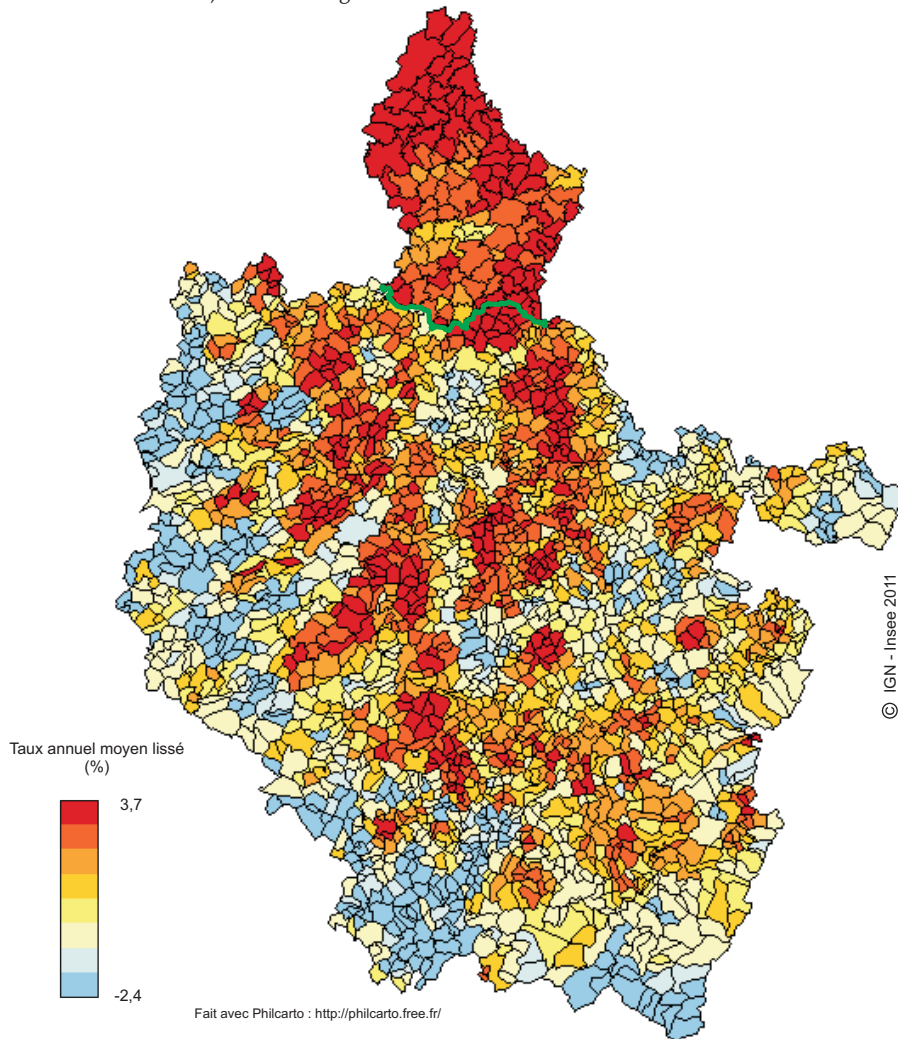 © IGN - Insee 2011
Taux annuel moyen lissé
(%)
3,7
-2,4
Fait avec Philcarto : http://philcarto.free.fr/